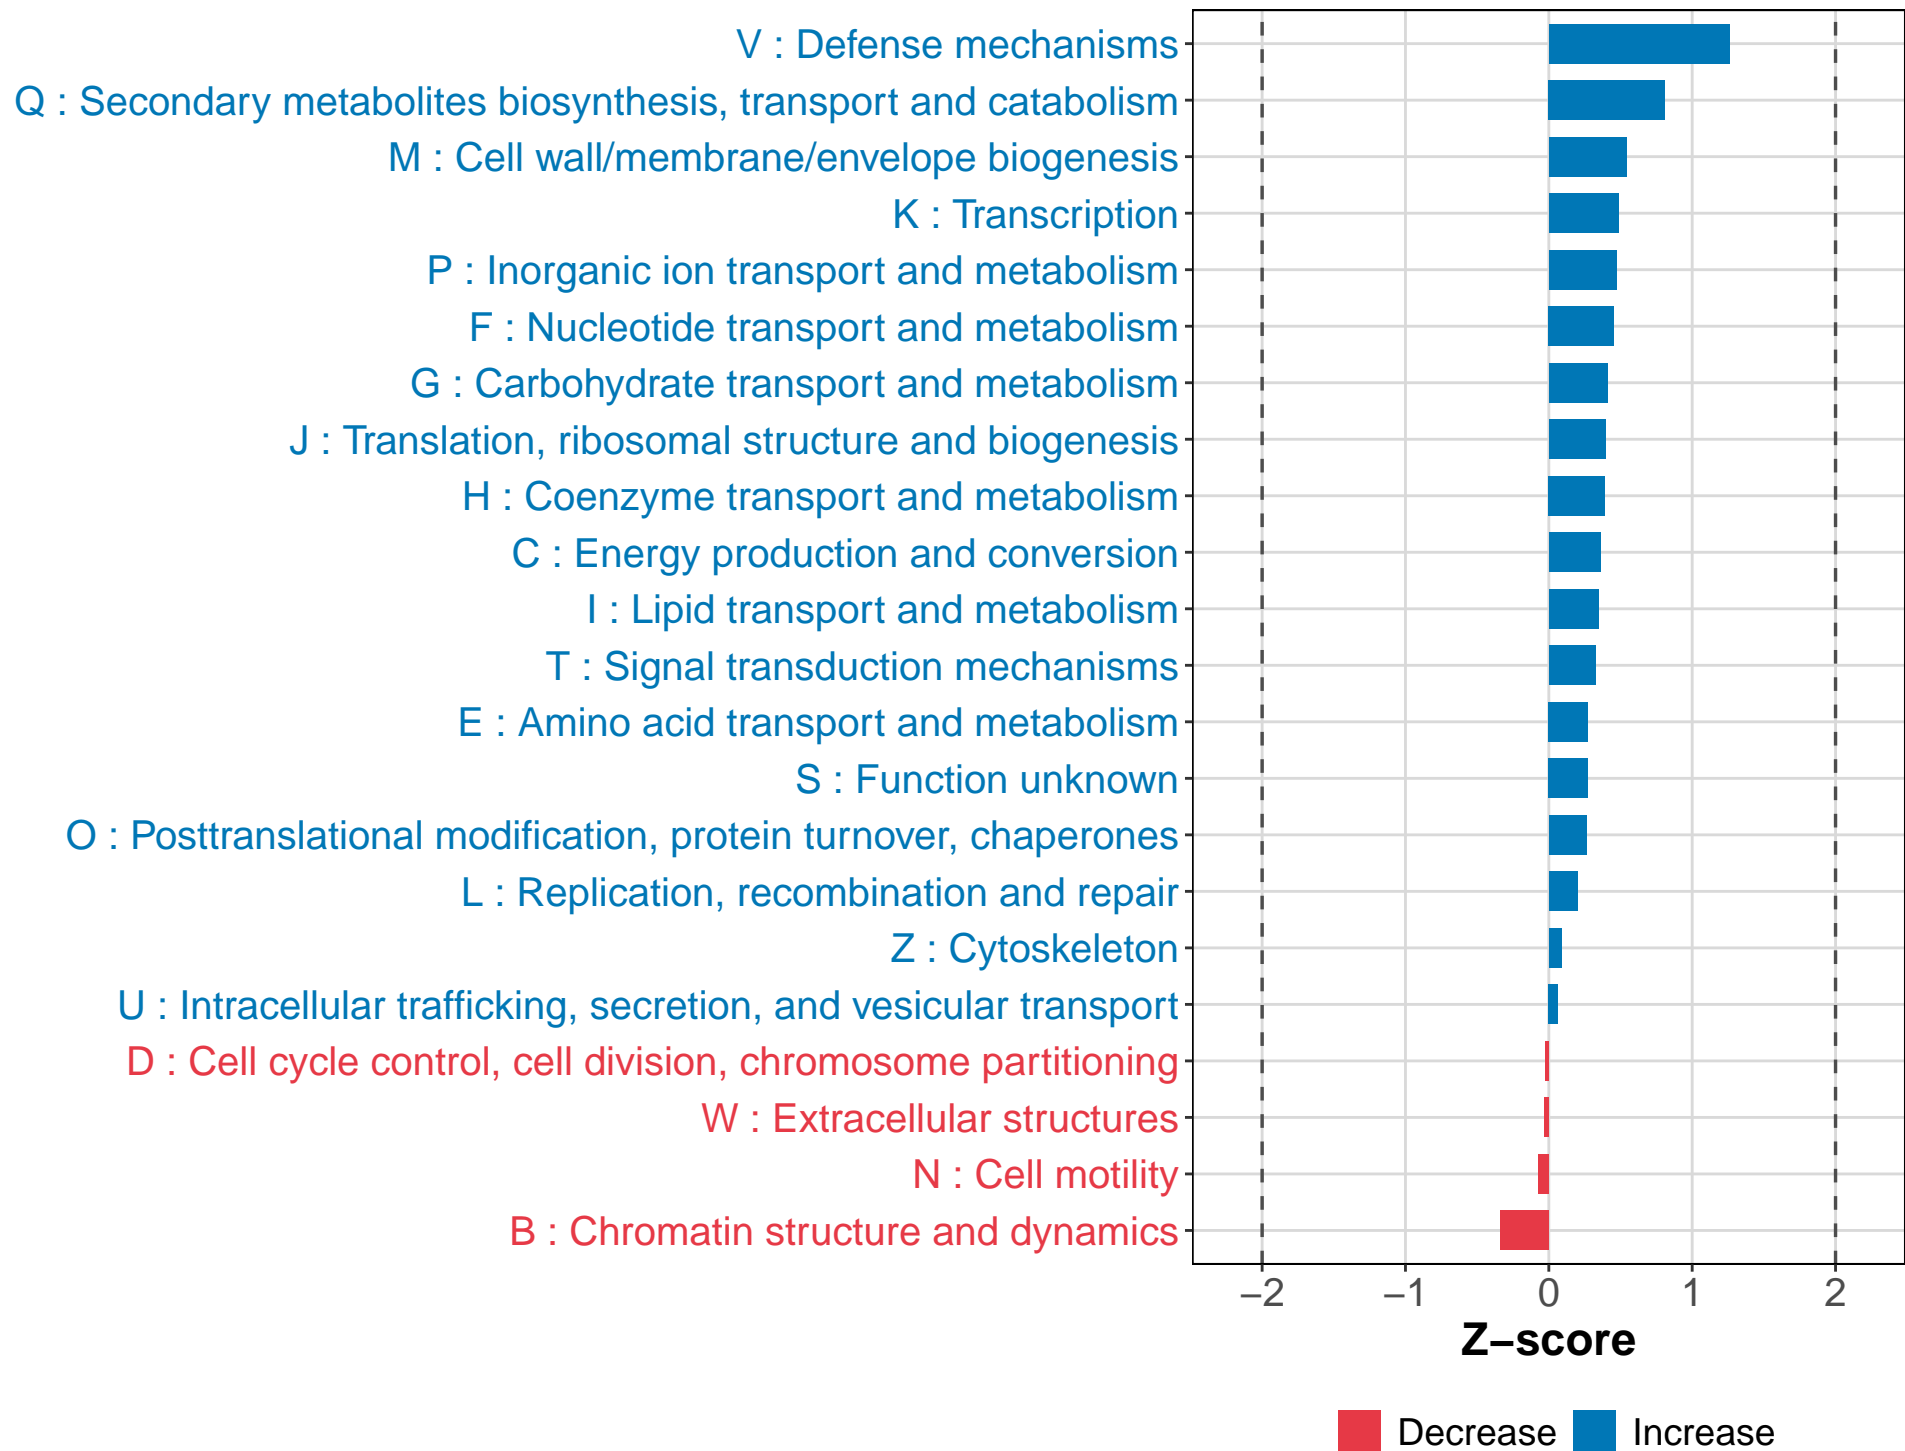 V : Defense mechanisms
Q : Secondary metabolites biosynthesis, transport and catabolism
M : Cell wall/membrane/envelope biogenesis
K : Transcription
P : Inorganic ion transport and metabolism
F : Nucleotide transport and metabolism
G : Carbohydrate transport and metabolism
J : Translation, ribosomal structure and biogenesis
H : Coenzyme transport and metabolism
C : Energy production and conversion
I : Lipid transport and metabolism
T : Signal transduction mechanisms
E : Amino acid transport and metabolism
S : Function unknown
O : Posttranslational modification, protein turnover, chaperones
L : Replication, recombination and repair
Z : Cytoskeleton
U : Intracellular trafficking, secretion, and vesicular transport
D : Cell cycle control, cell division, chromosome partitioning
W : Extracellular structures
N : Cell motility
B : Chromatin structure and dynamics
−2 −1 0 1 2
Z−score
Decrease Increase